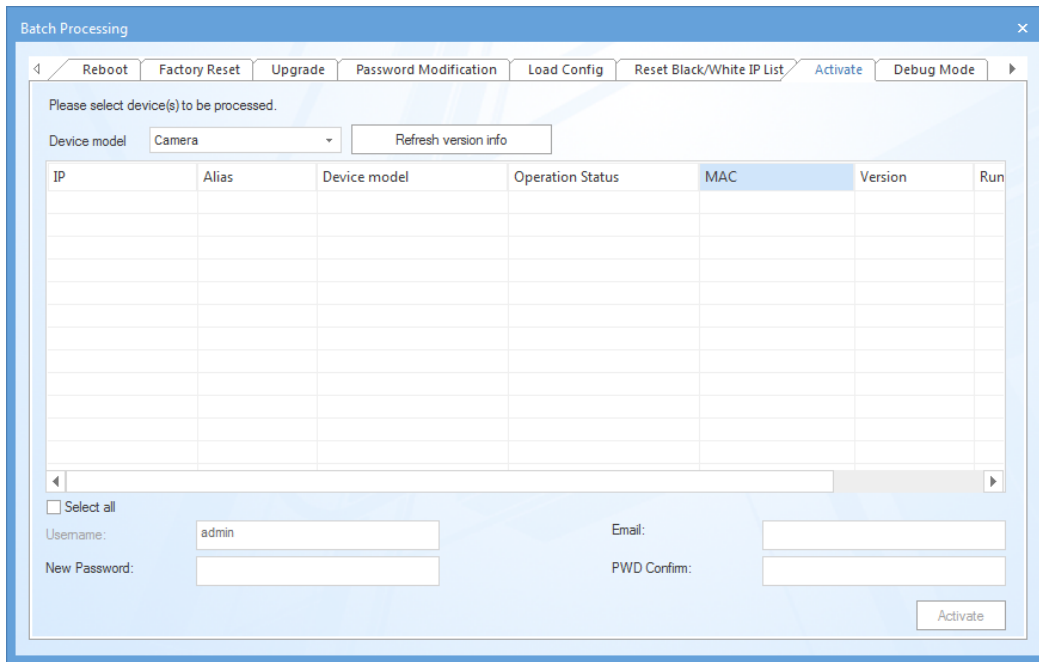 Batch Processing
Reboot Factory Reset Upgrade Password Modification Load Config Reset Black/White IP List Activate Debug Mode
Please select device(s) to be processed.
Device model Camera Refresh version info
IP Alias Device model Operation Status MAC Version Run
Select all
Username: admin Email:
New Password: PWD Confirm:
Activate